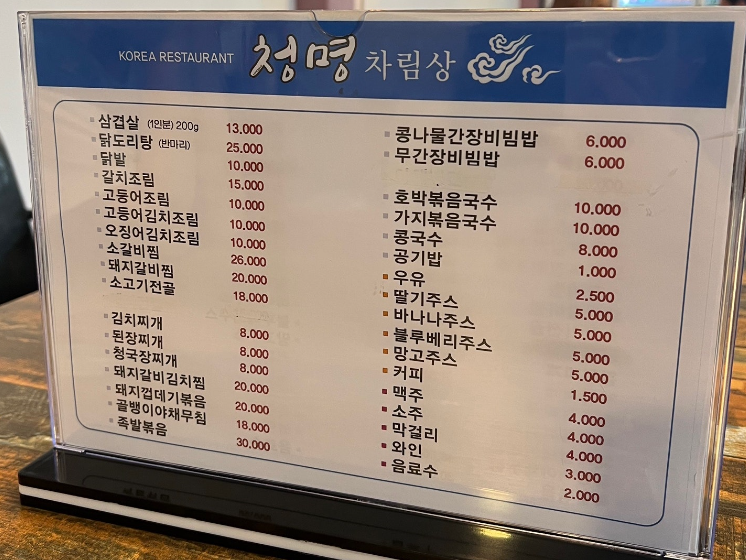 KOREA RESTAURANT 청명 차림상
삼겹살 (1인분) 200g 13.000
닭도리탕 (반마리) 25.000
닭발 10.000
갈치조림 15.000
고등어조림 10.000
고등어김치조림 10.000
오징어김치조림 10.000
소갈비찜 26.000
돼지갈비찜 20.000
소고기전골 18.000
김치찌개 8.000
된장찌개 8.000
청국장찌개 8.000
돼지갈비김치찜 20.000
돼지껍데기볶음 20.000
골뱅이야채무침 18.000
족발볶음 30.000
콩나물간장비빔밥 6.000
무간장비빔밥 6.000
호박볶음국수 10.000
가지볶음국수 10.000
콩국수 8.000
공기밥 1.000
우유 2.500
딸기주스 5.000
바나나주스 5.000
블루베리주스 5.000
망고주스 5.000
커피 1.500
맥주 4.000
소주 4.000
막걸리 4.000
와인 3.000
음료수 2.000